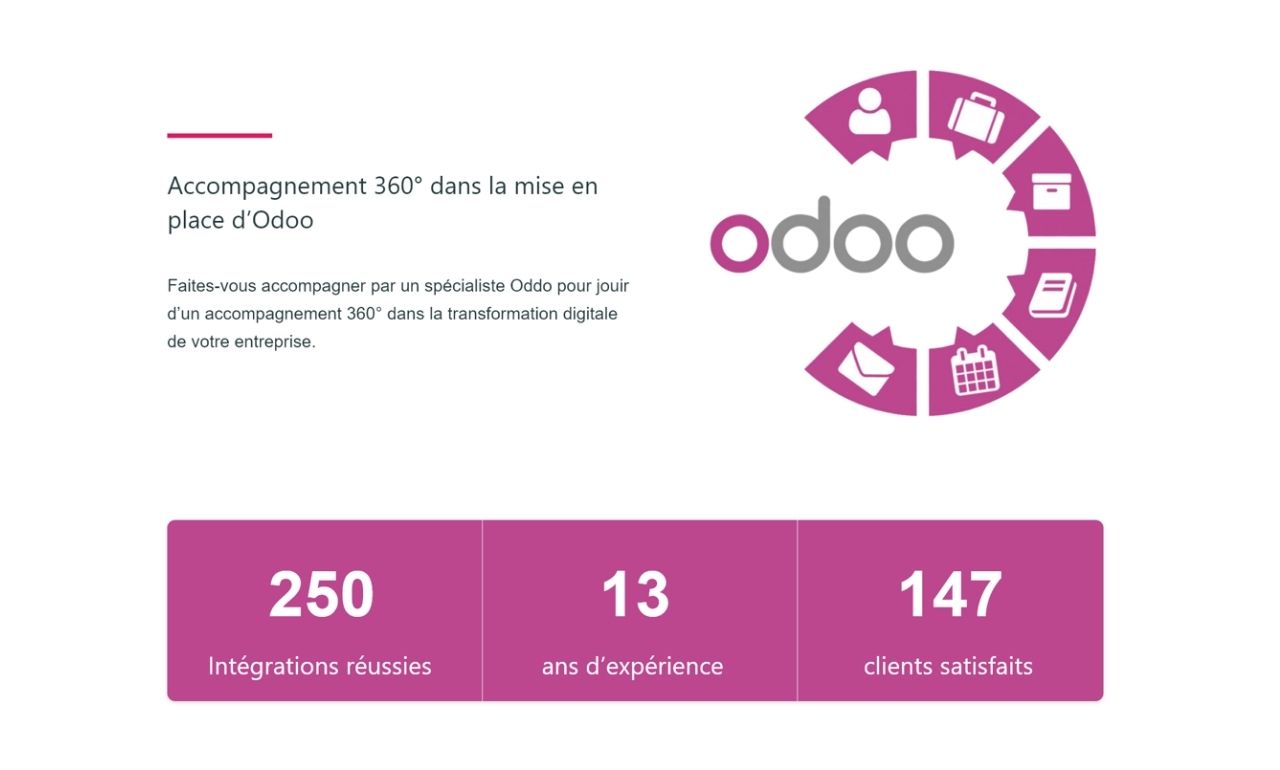 Accompagnement 360° dans la mise en
place d’Odoo
Faites-vous accompagner par un spécialiste Oddo pour jouir
d’un accompagnement 360° dans la transformation digitale
de votre entreprise.
odoo
250
Intégrations réussies
13
ans d’expérience
147
clients satisfaits